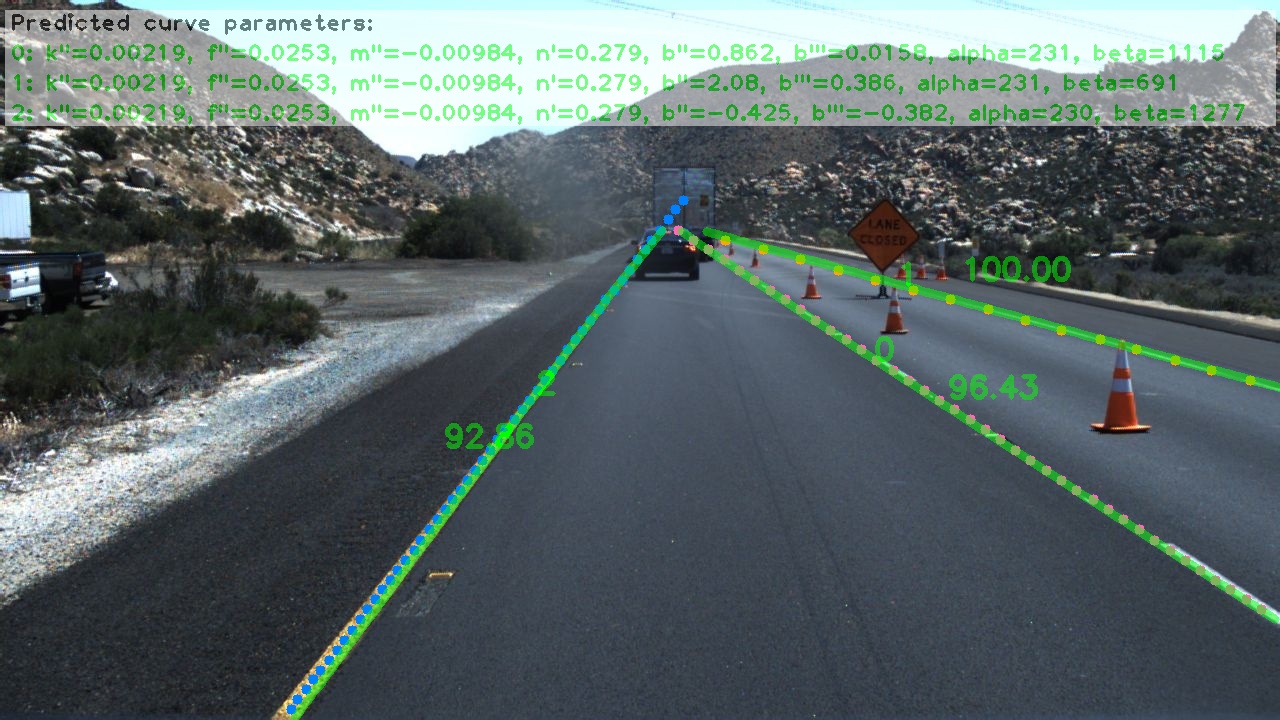 Predicted curve parameters:
0: k''=0.00219, f''=0.0253, m''=-0.00984, n'=0.279, b''=0.862, b'''=0.0158, alpha=231, beta=1115
1: k''=0.00219, f''=0.0253, m''=-0.00984, n'=0.279, b''=2.08, b'''=0.386, alpha=231, beta=691
2: k''=0.00219, f''=0.0253, m''=-0.00984, n'=0.279, b''=-0.425, b'''=-0.382, alpha=230, beta=1277
LANE
CLOSED
1
100.00
0
96.43
2
92.86